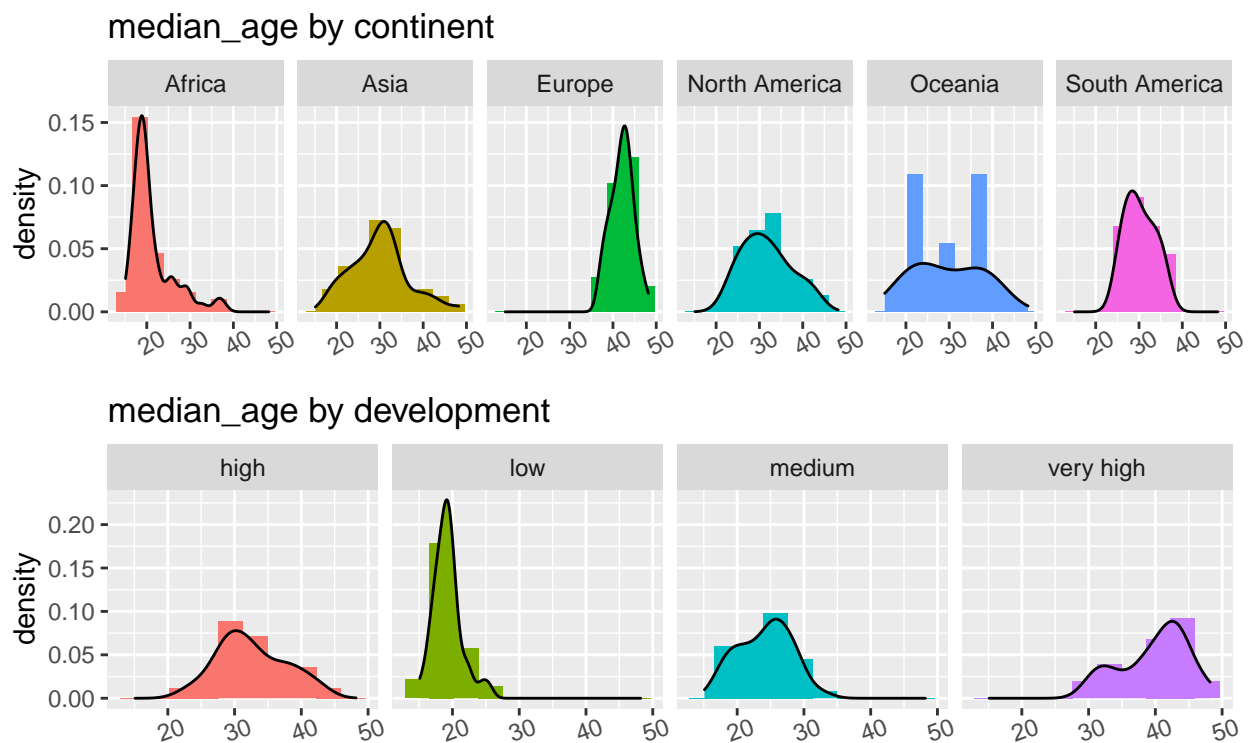 median_age by continent
Africa Asia Europe North America Oceania South America
0.15
0.10
0.05
0.00
density
20 30 40 50 20 30 40 50 20 30 40 50 20 30 40 50 20 30 40 50 20 30 40 50
median_age by development
high low medium very high
0.20
0.15
0.10
0.05
0.00
density
20 30 40 50 20 30 40 50 20 30 40 50 20 30 40 50